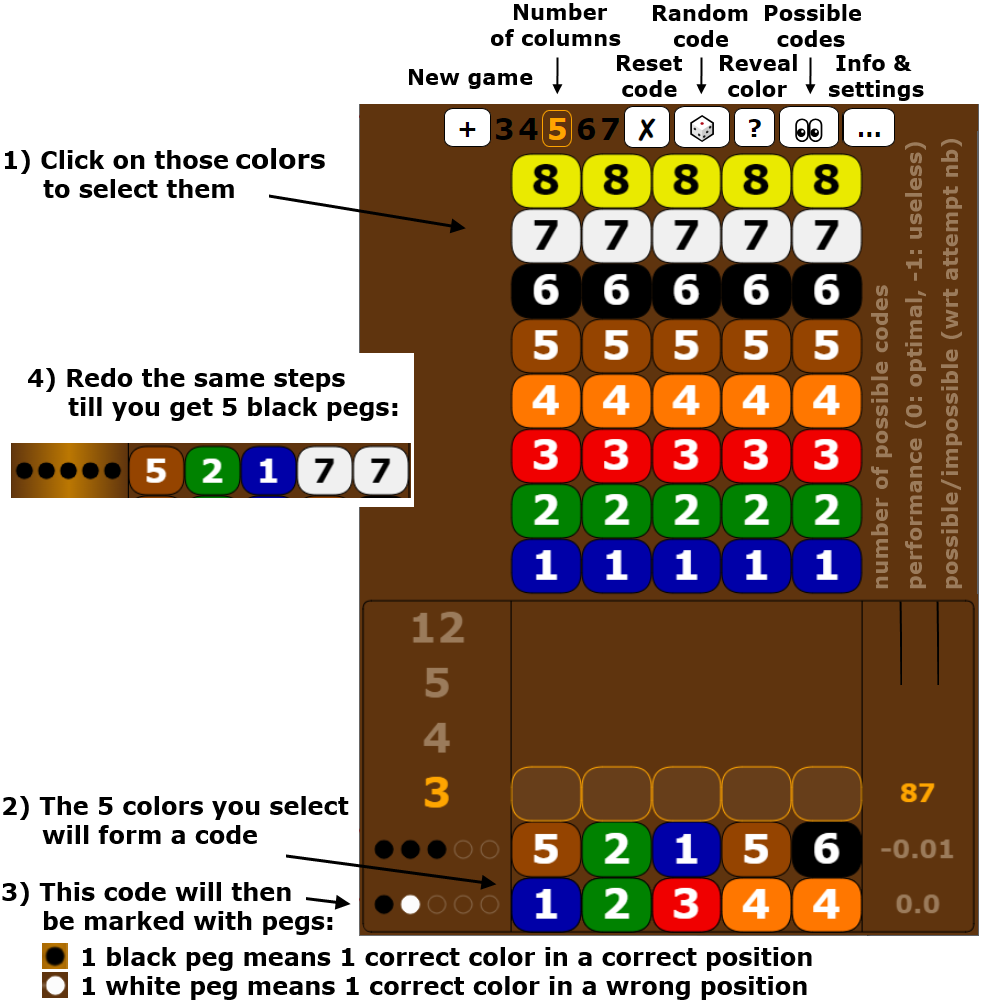 Number
of columns
Random
code
Possible
codes
New game
Reset
code
Reveal
color
Info &
settings
+ 3 4 5 6 7 ✗ ? ...
1) Click on those colors
to select them
8 8 8 8 8
7 7 7 7 7
6 6 6 6 6
5 5 5 5 5
4 4 4 4 4
3 3 3 3 3
2 2 2 2 2
1 1 1 1 1
number of possible codes
performance (0: optimal, -1: useless)
possible/impossible (wrt attempt nb)
4) Redo the same steps
till you get 5 black pegs:
5 2 1 7 7
12
5
4
3 87
2) The 5 colors you select
will form a code
5 2 1 5 6 -0.01
3) This code will then
be marked with pegs:
1 2 3 4 4 0.0
1 black peg means 1 correct color in a correct position
1 white peg means 1 correct color in a wrong position